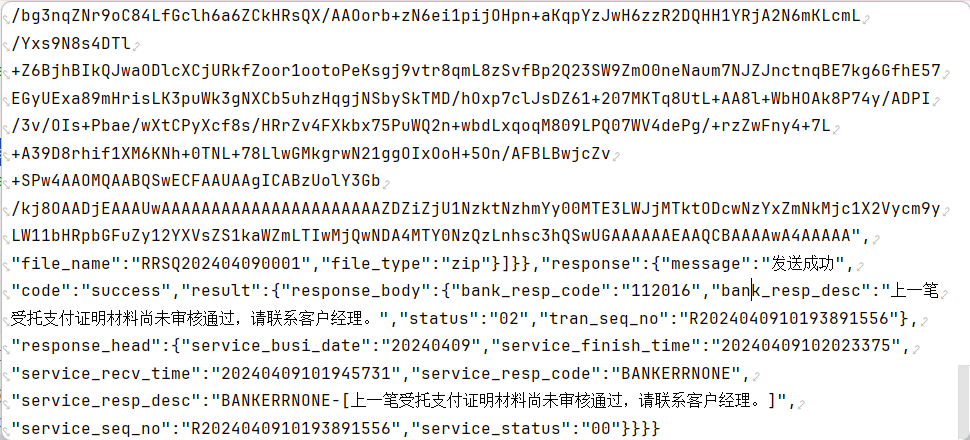 /bg3nqZNr9oC84LfGclh6a6ZCkHRsQX/AAOorb+zN6ei1pijOHpn+aKqpYzJwH6zzR2DQHH1YRjA2N6mKLcmL
/Yxs9N8s4DTl
+Z6BjhBIkQJwaODlcXCjURkfZoor1ootoPeKsgj9vtr8qmL8zSvfBp2Q23SW9ZmO0neNaum7NJZJnctnqBE7kg6GfhE57
EGyUExa89mHrisLK3puWk3gNXCb5uhzHqgjNSbySkTMD/hOxp7clJsDZ61+207MKTq8UtL+AA8l+WbHOAk8P74y/ADPI
/3v/OIs+Pbae/wXtCPyXcf8s/HRrZv4FXkbx75PuWQ2n+wbdLxqoqM809LPQ07WV4dePg/+rzZwFny4+7L
+A39D8rhif1XM6KNh+0TNL+78LlwGMkgrwN21ggOIxOoH+5On/AFBLBwjcZv
+SPw4AAOMQAABQSwECFAAUAAgICABzUolY3Gb
/kj8OAADjEAAAUwAAAAAAAAAAAAAAAAAAAAAAZDZiZjU1NzktNzhmYy00MTE3LWJjMTktODcwNzYxZmNkMjc1X2Vycm9y
LW11bHRpbGFuZy12YXVsZS1kaWZmLTIwMjQwNDA4MTY0NzQzLnhsc3hQSwUGAAAAAAEAAQCBAAAAwA4AAAAA",
"file_name":"RRSQ202404090001","file_type":"zip"}]}},"response":{"message":"发送成功",
"code":"success","result":{"response_body":{"bank_resp_code":"112016","bank_resp_desc":"上一笔
受托支付证明材料尚未审核通过，请联系客户经理。","status":"02","tran_seq_no":"R2024040910193891556"},
"response_head":{"service_busi_date":"20240409","service_finish_time":"20240409102023375",
"service_recv_time":"20240409101945731","service_resp_code":"BANKERRNONE",
"service_resp_desc":"BANKERRNONE-[上一笔受托支付证明材料尚未审核通过，请联系客户经理。]",
"service_seq_no":"R2024040910193891556","service_status":"00"}}}}